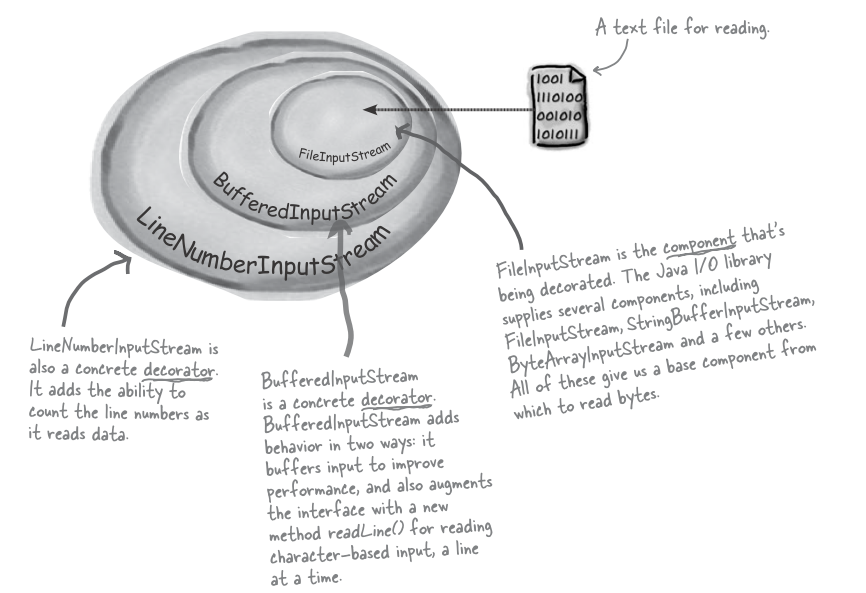 A text file for reading.
1001
1110100
001010
1010111
FileInputStream
BufferedInputStream
LineNumberInputStream
FileInputStream is the component that's
being decorated. The Java I/O library
supplies several components, including
FileInputStream, StringBufferInputStream,
ByteArrayInputStream and a few others.
All of these give us a base component from
which to read bytes.
LineNumberInputStream is
also a concrete decorator.
It adds the ability to
count the line numbers as
it reads data.
BufferedInputStream
is a concrete decorator.
BufferedInputStream adds
behavior in two ways: it
buffers input to improve
performance, and also augments
the interface with a new
method readLine() for reading
character-based input, a line
at a time.